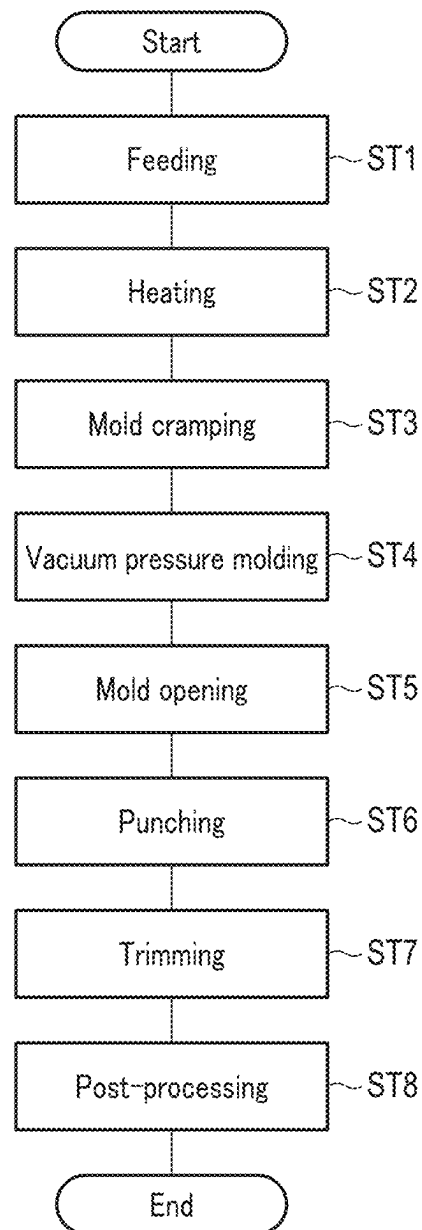 Start
Feeding ST1
Heating ST2
Mold cramping ST3
Vacuum pressure molding ST4
Mold opening ST5
Punching ST6
Trimming ST7
Post-processing ST8
End